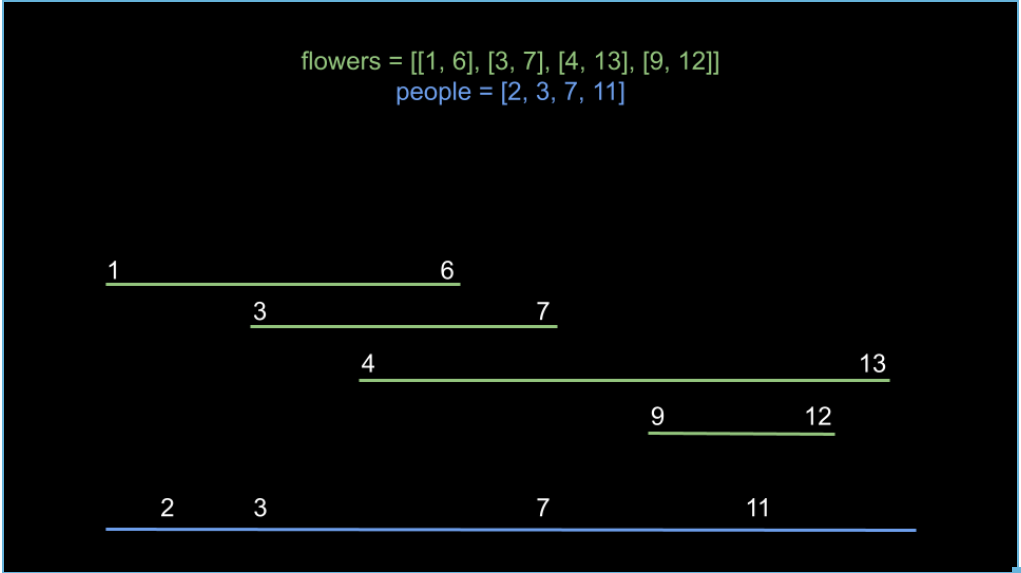 flowers = [[1, 6], [3, 7], [4, 13], [9, 12]]
people = [2, 3, 7, 11]
1 6
3 7
4 13
9 12
2 3 7 11